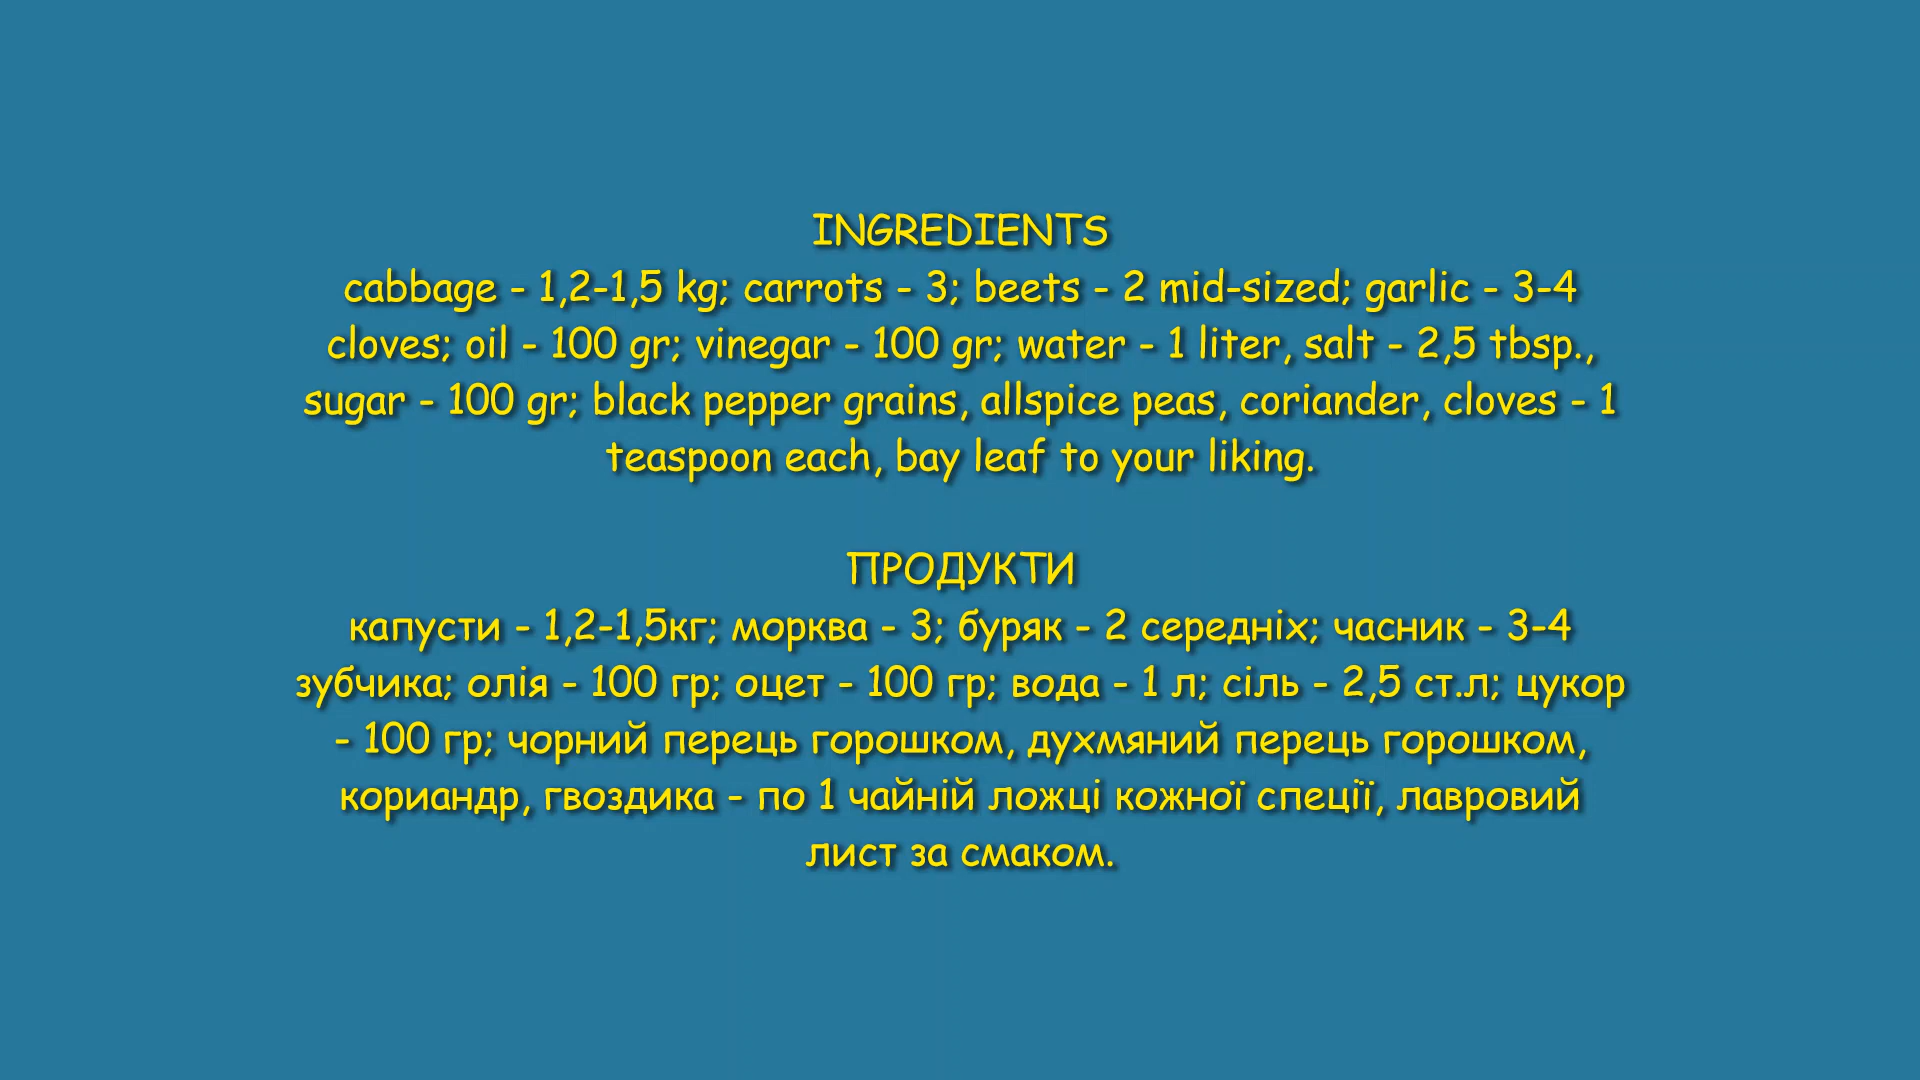 INGREDIENTS
cabbage - 1,2-1,5 kg; carrots - 3; beets - 2 mid-sized; garlic - 3-4
cloves; oil - 100 gr; vinegar - 100 gr; water - 1 liter, salt - 2,5 tbsp.,
sugar - 100 gr; black pepper grains, allspice peas, coriander, cloves - 1
teaspoon each, bay leaf to your liking.
ПРОДУКТИ
капусти - 1,2-1,5кг; морква - 3; буряк - 2 середніх; часник - 3-4
зубчика; олія - 100 гр; оцет - 100 гр; вода - 1 л; сіль - 2,5 ст.л; цукор
- 100 гр; чорний перець горошком, духмяний перець горошком,
кориандр, гвоздика - по 1 чайній ложці кожної спеції, лавровий
лист за смаком.